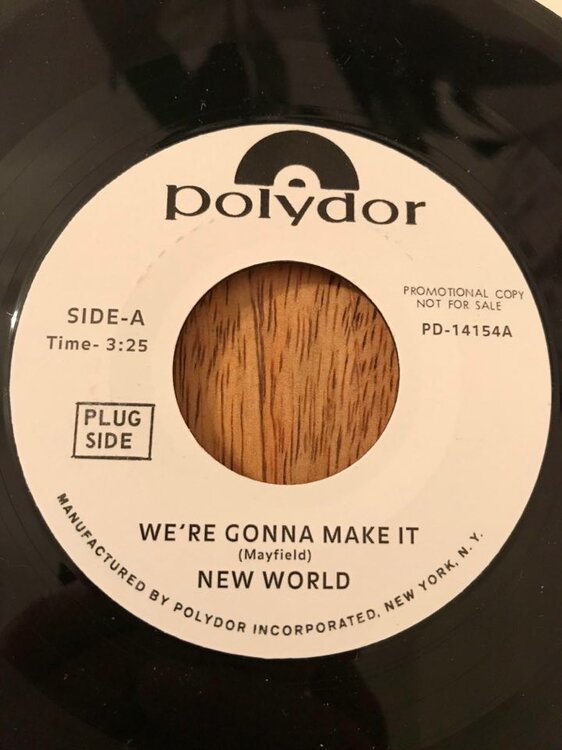 polydor
PROMOTIONAL COPY
NOT FOR SALE
SIDE-A
PD-14154A
Time- 3:25
PLUG
SIDE
WE'RE GONNA MAKE IT
(Mayfield)
NEW WORLD
MANUFACTURED BY POLYDOR INCORPORATED, NEW YORK, N. Y.